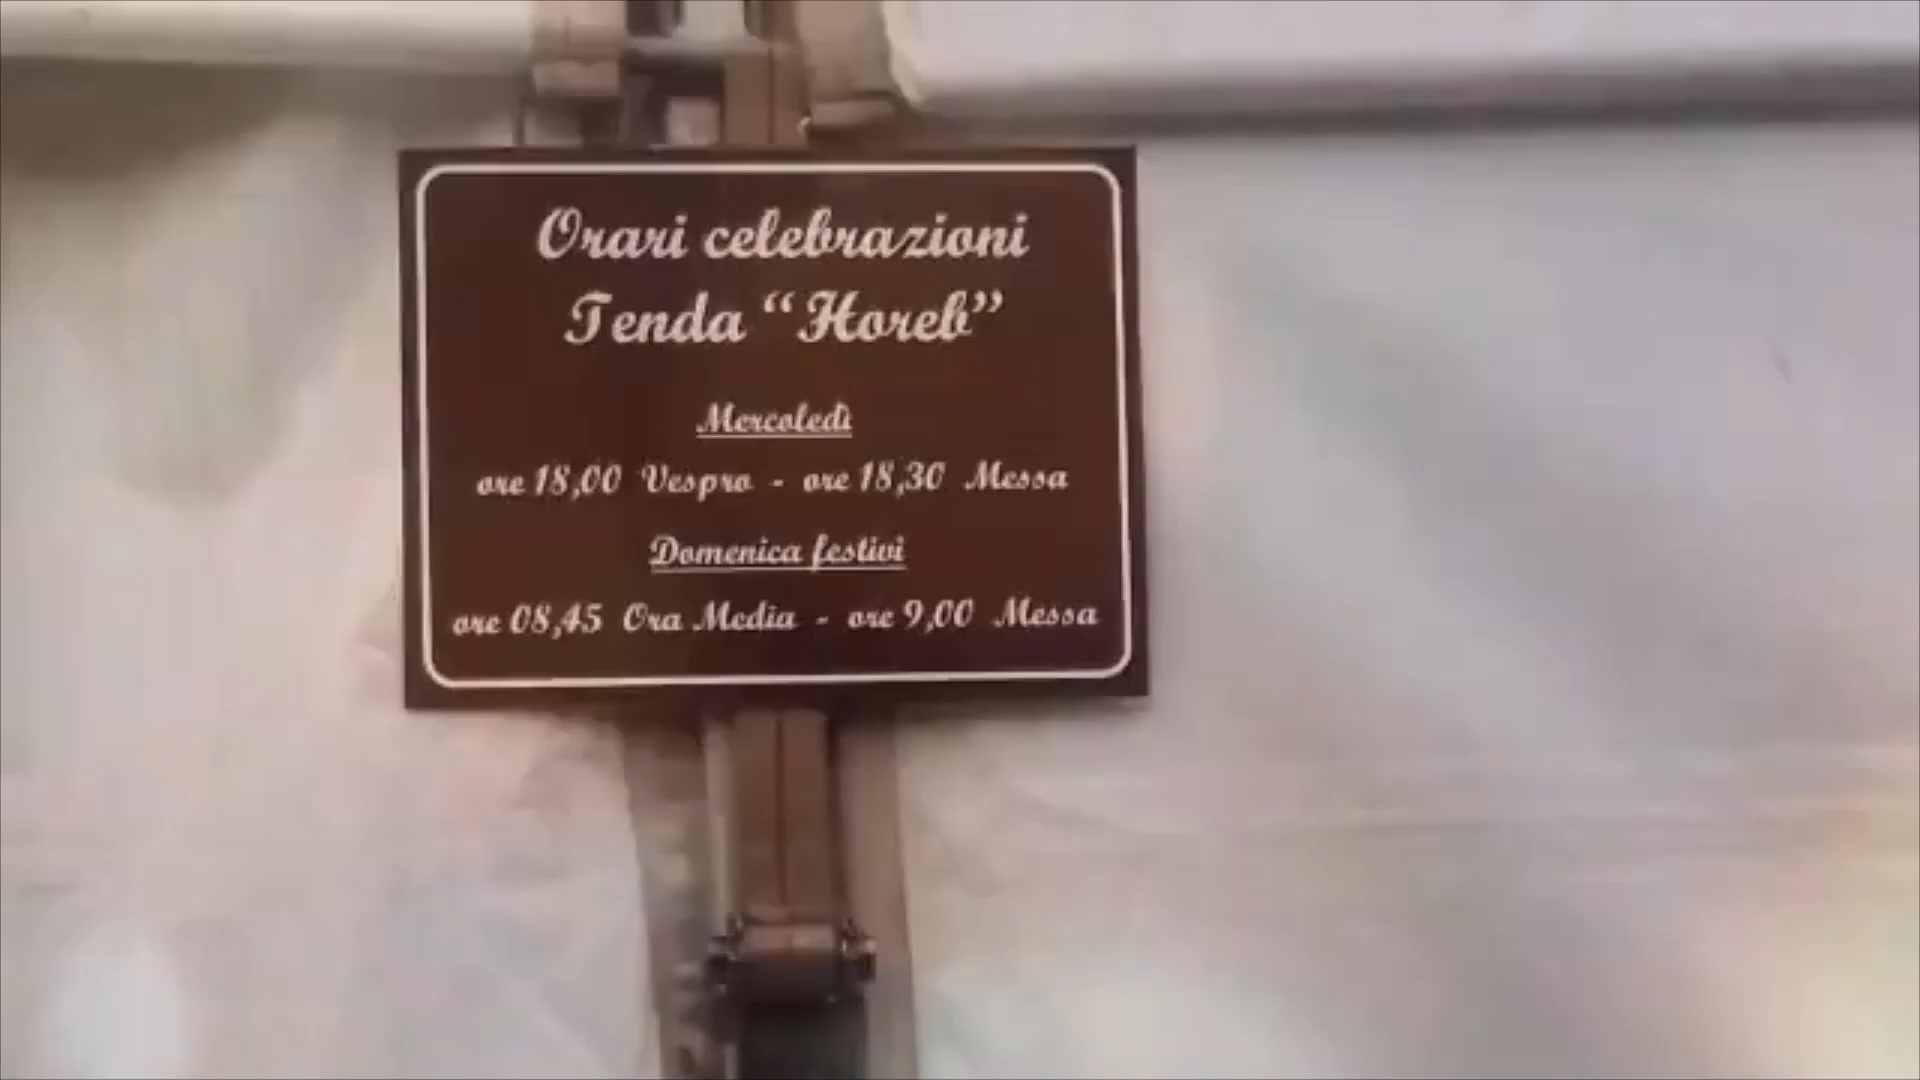 Orari celebrazioni
Tenda “Horeb”
Mercoledì
ore 18,00 Vespro - ore 18,30 Messa
Domenica festivi
ore 08,45 Ora Media - ore 9,00 Messa